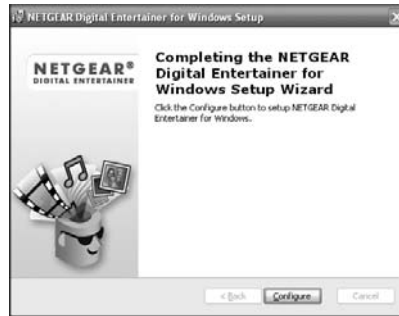 NETGEAR Digital Entertainer for Windows Setup
NETGEAR®
DIGITAL ENTERTAINER
Completing the NETGEAR
Digital Entertainer for
Windows Setup Wizard
Click the Configure button to setup NETGEAR Digital
Entertainer for Windows.
< Back
Configure
Cancel